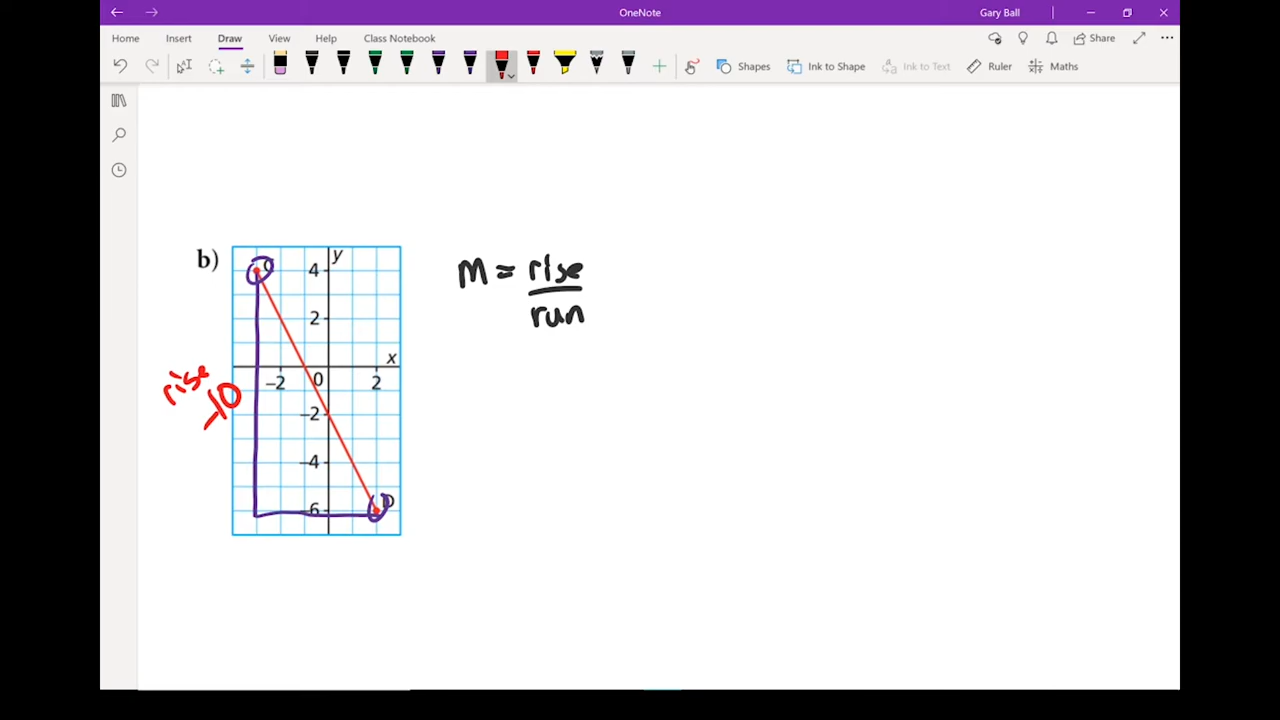 OneNote
Gary Ball
Home Insert Draw View Help Class Notebook
Share
Shapes Ink to Shape Ink to Text Ruler Maths
b)
y
C
4
2
x
-2 0 2
-2
-4
-6
D
rise
-10
m = rise
run